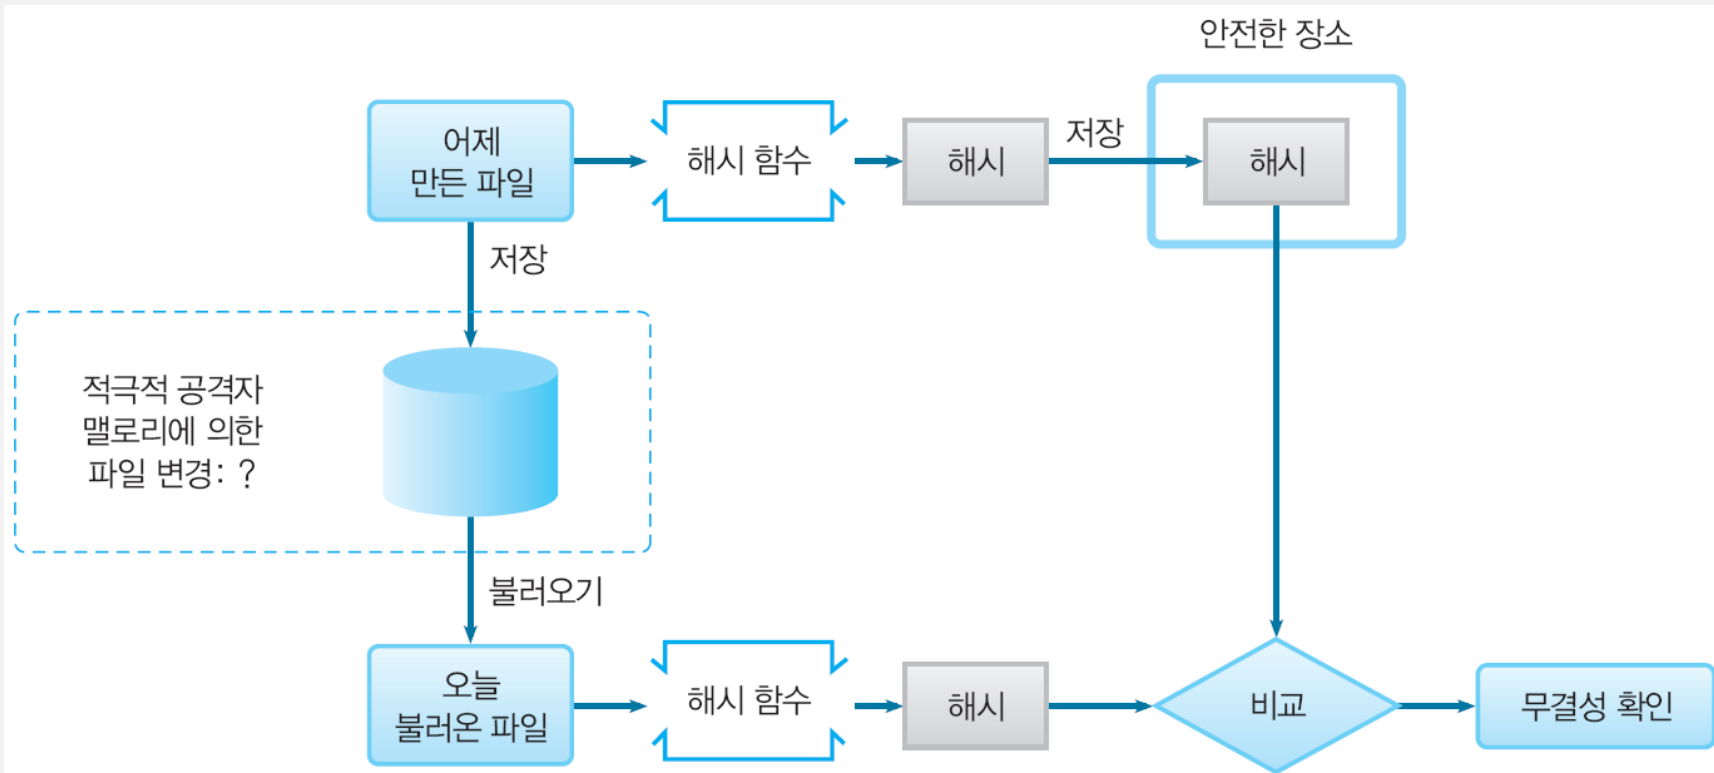 안전한 장소
어제
만든 파일
해시 함수
해시
저장
해시
저장
적극적 공격자
맬로리에 의한
파일 변경: ?
불러오기
오늘
불러온 파일
해시 함수
해시
비교
무결성 확인